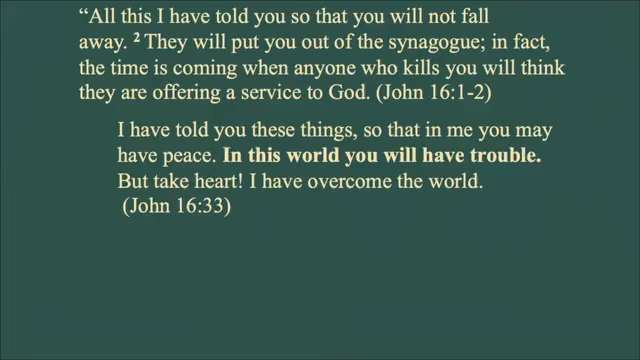 “All this I have told you so that you will not fall
away. ² They will put you out of the synagogue; in fact,
the time is coming when anyone who kills you will think
they are offering a service to God. (John 16:1-2)
I have told you these things, so that in me you may
have peace. In this world you will have trouble.
But take heart! I have overcome the world.
(John 16:33)